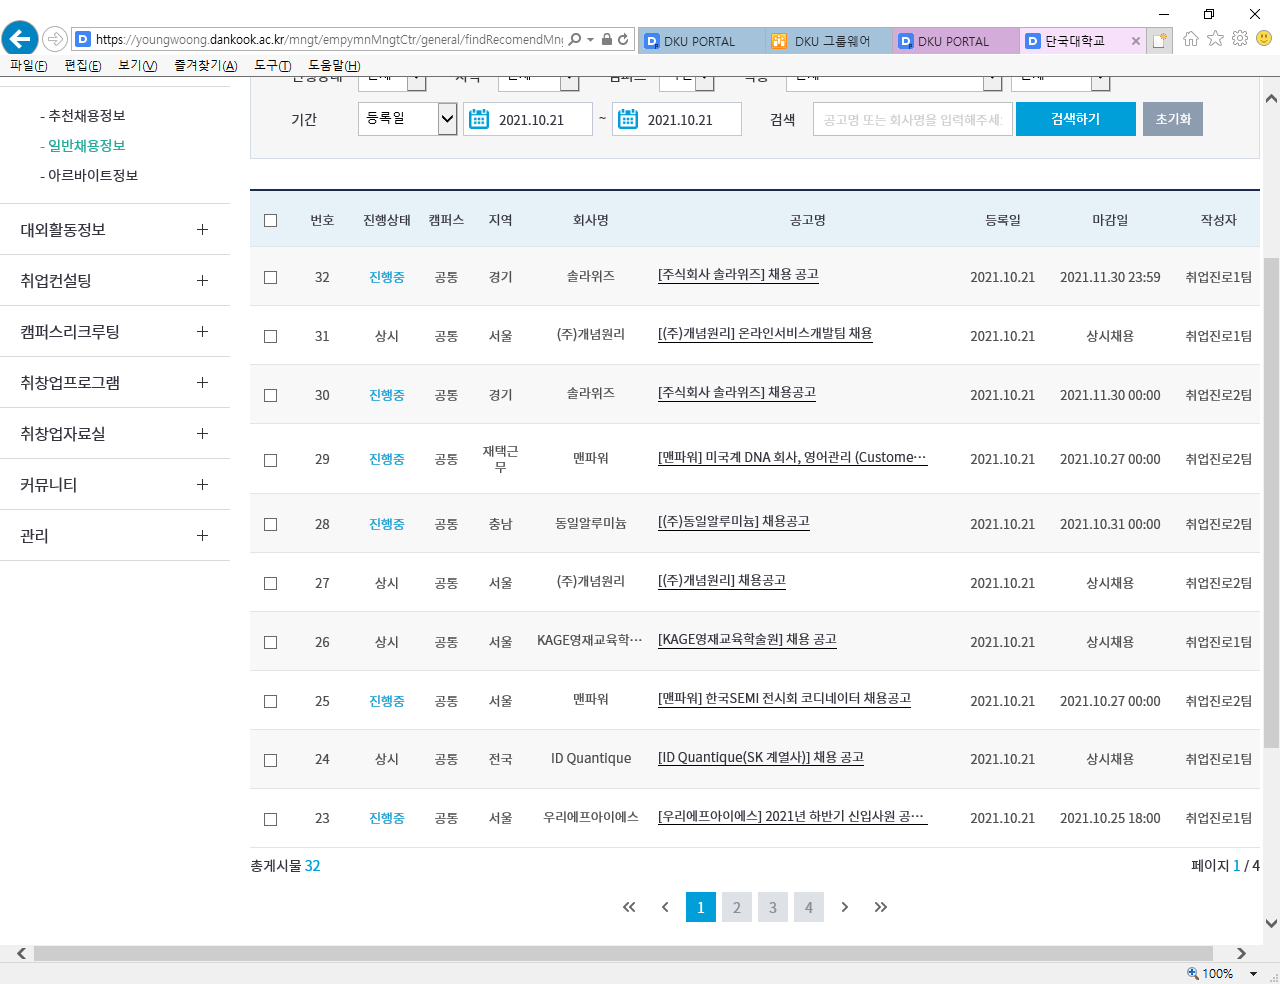 https://youngwoong.dankook.ac.kr/mngt/empymnMngtCtr/general/findRecomendMng
DKU PORTAL
DKU 그룹웨어
DKU PORTAL
단국대학교
파일(F) 편집(E) 보기(V) 즐겨찾기(A) 도구(T) 도움말(H)
- 추천채용정보
- 일반채용정보
- 아르바이트정보
대외활동정보
취업컨설팅
캠퍼스리크루팅
취창업프로그램
취창업자료실
커뮤니티
관리
기간 등록일 2021.10.21 ~ 2021.10.21 검색 공고명 또는 회사명을 입력해주세 검색하기 초기화
번호 진행상태 캠퍼스 지역 회사명 공고명 등록일 마감일 작성자
32 진행중 공통 경기 솔라위즈 [주식회사 솔라위즈] 채용 공고 2021.10.21 2021.11.30 23:59 취업진로1팀
31 상시 공통 서울 (주)개념원리 [(주)개념원리] 온라인서비스개발팀 채용 2021.10.21 상시채용 취업진로1팀
30 진행중 공통 경기 솔라위즈 [주식회사 솔라위즈] 채용공고 2021.10.21 2021.11.30 00:00 취업진로2팀
29 진행중 공통 재택근무 맨파워 [맨파워] 미국계 DNA 회사, 영어관리 (Custome… 2021.10.21 2021.10.27 00:00 취업진로2팀
28 진행중 공통 충남 동일알루미늄 [(주)동일알루미늄] 채용공고 2021.10.21 2021.10.31 00:00 취업진로2팀
27 상시 공통 서울 (주)개념원리 [(주)개념원리] 채용공고 2021.10.21 상시채용 취업진로2팀
26 상시 공통 서울 KAGE영재교육학… [KAGE영재교육학술원] 채용 공고 2021.10.21 상시채용 취업진로1팀
25 진행중 공통 서울 맨파워 [맨파워] 한국SEMI 전시회 코디네이터 채용공고 2021.10.21 2021.10.27 00:00 취업진로2팀
24 상시 공통 전국 ID Quantique [ID Quantique(SK 계열사)] 채용 공고 2021.10.21 상시채용 취업진로1팀
23 진행중 공통 서울 우리에프아이에스 [우리에프아이에스] 2021년 하반기 신입사원 공… 2021.10.21 2021.10.25 18:00 취업진로1팀
총게시물 32 페이지 1 / 4
1 2 3 4
100%